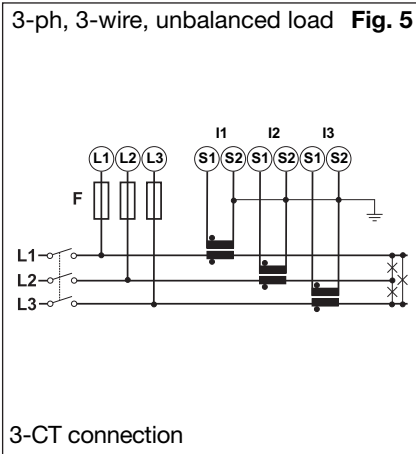 3-ph, 3-wire, unbalanced load Fig. 5
I1 I2 I3
L1 L2 L3 S1 S2 S1 S2 S1 S2
F
L1
L2
L3
3-CT connection